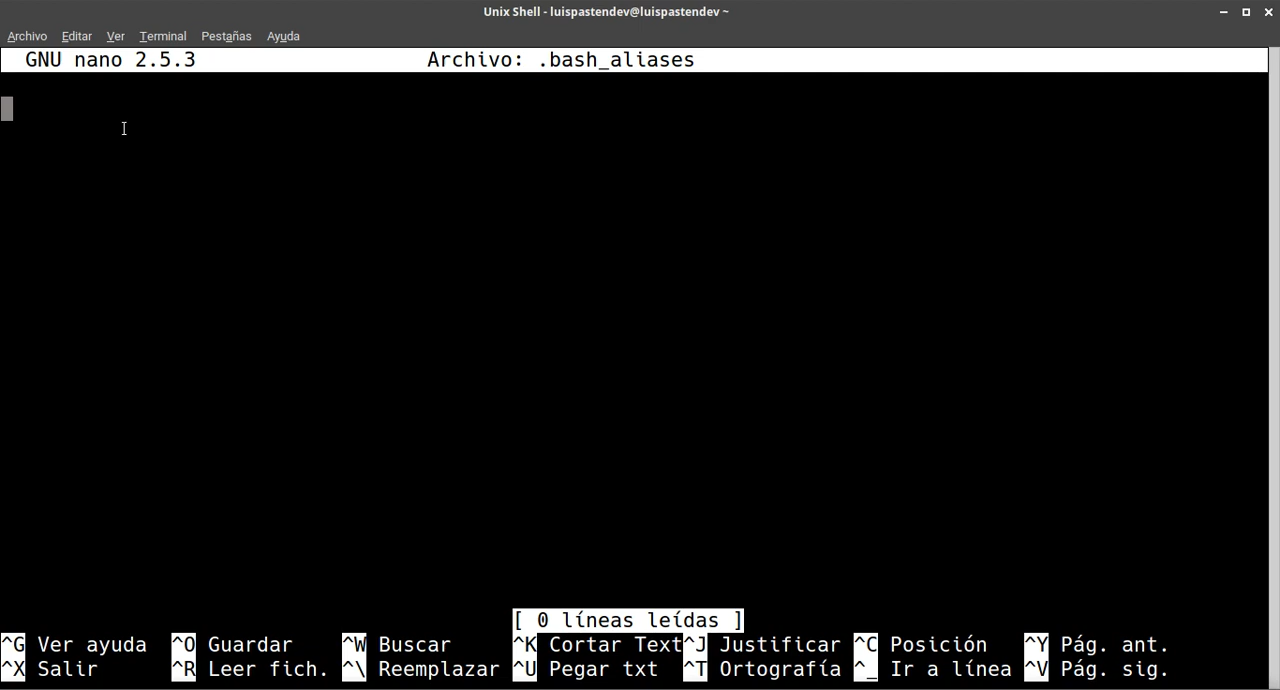 Unix Shell - luispastendev@luispastendev ~
Archivo Editar Ver Terminal Pestañas Ayuda
GNU nano 2.5.3 Archivo: .bash_aliases
[ 0 líneas leídas ]
^G Ver ayuda ^O Guardar ^W Buscar ^K Cortar Text ^J Justificar ^C Posición ^Y Pág. ant.
^X Salir ^R Leer fich. ^\ Reemplazar ^U Pegar txt ^T Ortografía ^_ Ir a línea ^V Pág. sig.